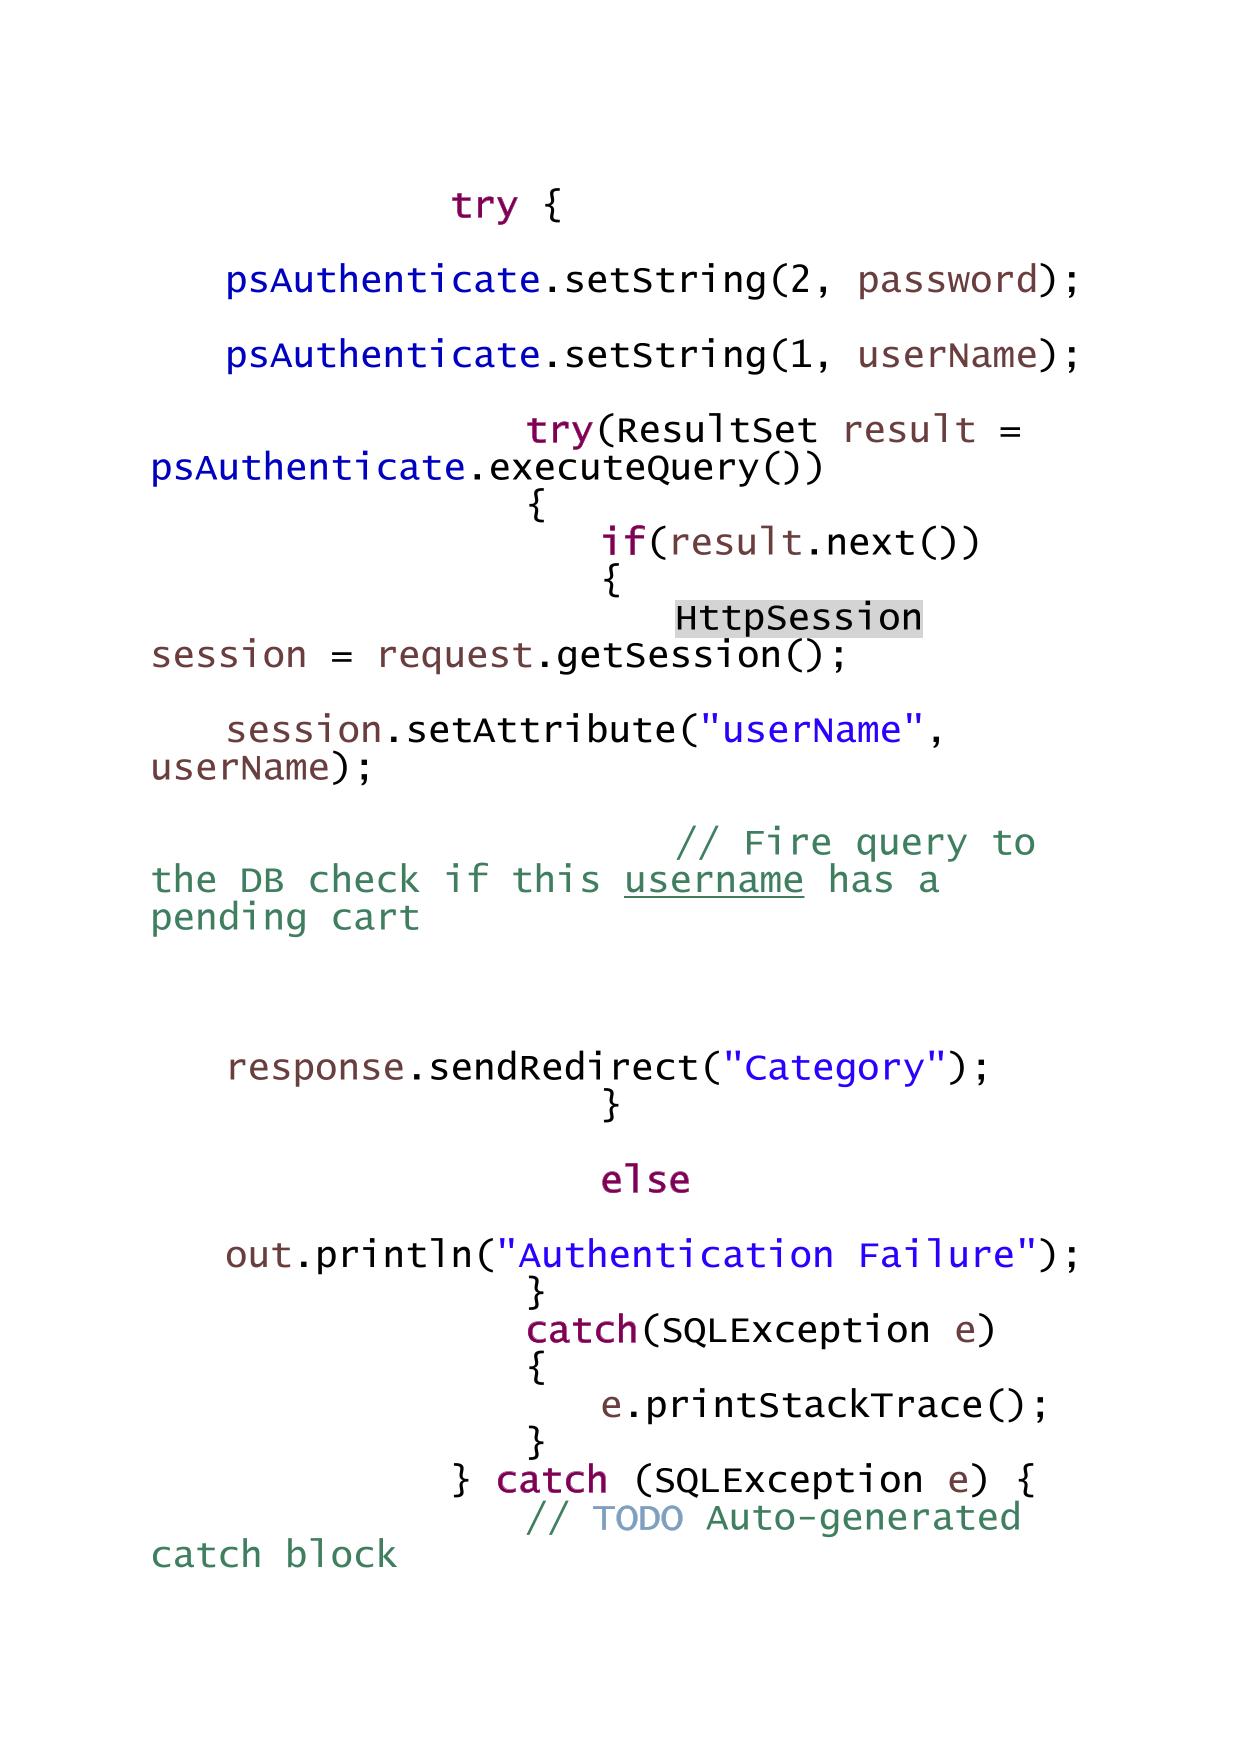 try {
psAuthenticate.setString(2, password);
psAuthenticate.setString(1, userName);
try(ResultSet result =
psAuthenticate.executeQuery())
{
if(result.next())
{
HttpSession
session = request.getSession();
session.setAttribute("userName",
userName);
// Fire query to
the DB check if this username has a
pending cart
response.sendRedirect("Category");
}
else
out.println("Authentication Failure");
}
catch(SQLException e)
{
e.printStackTrace();
}
} catch (SQLException e) {
// TODO Auto-generated
catch block